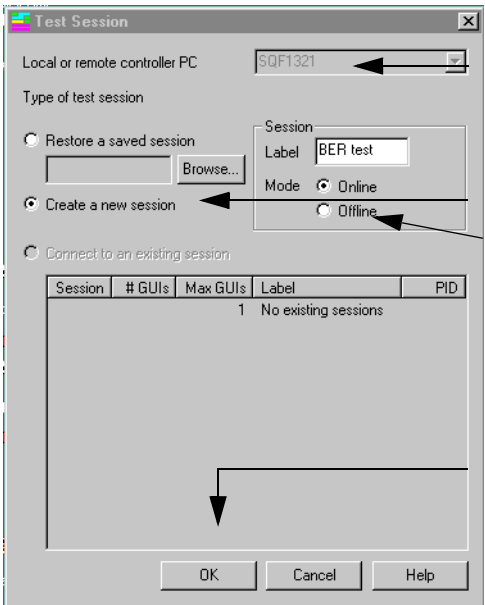 Test Session
Local or remote controller PC SQF1321
Type of test session
Restore a saved session
Browse...
Create a new session
Session
Label BER test
Mode Online
Offline
Connect to an existing session
Session # GUIs Max GUIs Label PID
1 No existing sessions
OK Cancel Help